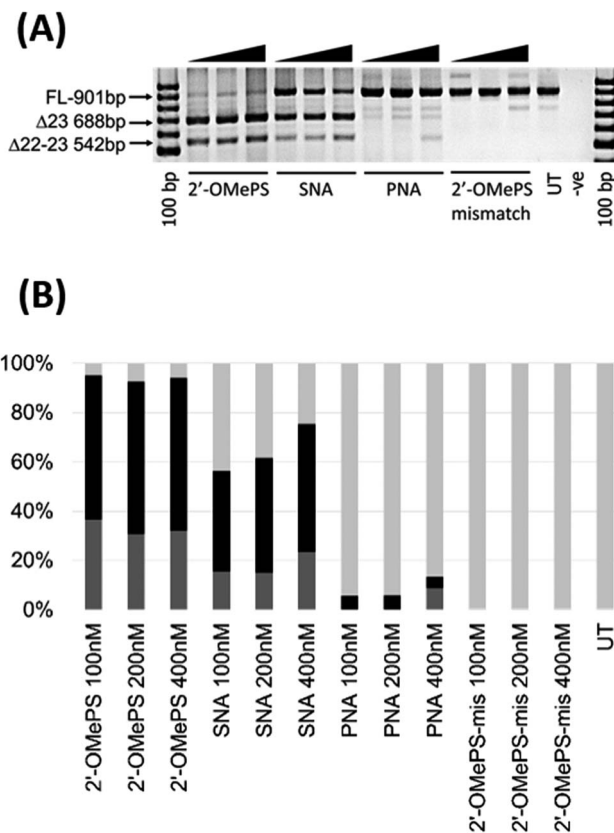 (A)
FL-901bp
Δ23 688bp
Δ22-23 542bp
100 bp
2'-OMePS
SNA
PNA
2'-OMePS
mismatch
UT
-ve
100 bp
(B)
100%
80%
60%
40%
20%
0%
2'-OMePS 100nM
2'-OMePS 200nM
2'-OMePS 400nM
SNA 100nM
SNA 200nM
SNA 400nM
PNA 100nM
PNA 200nM
PNA 400nM
2'-OMePS-mis 100nM
2'-OMePS-mis 200nM
2'-OMePS-mis 400nM
UT